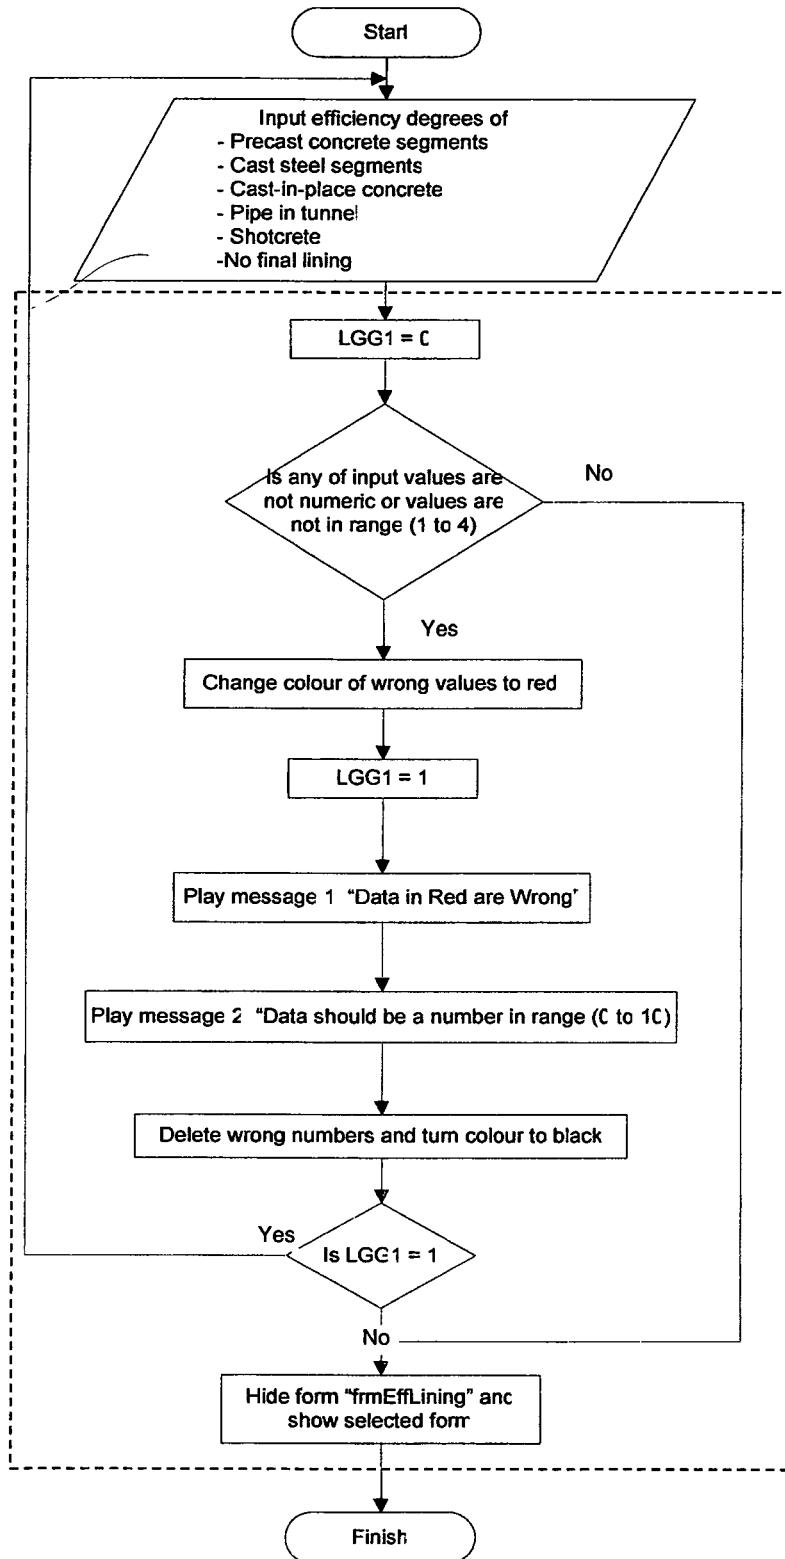 Start
Input efficiency degrees of
- Precast concrete segments
- Cast steel segments
- Cast-in-place concrete
- Pipe in tunnel
- Shotcrete
-No final lining
LGG1 = 0
Is any of input values are
not numeric or values are
not in range (1 to 4)
No
Yes
Change colour of wrong values to red
LGG1 = 1
Play message 1 "Data in Red are Wrong"
Play message 2 "Data should be a number in range (0 to 10)
Delete wrong numbers and turn colour to black
Yes
Is LGG1 = 1
No
Hide form "frmEffLining" and
show selected form
Finish